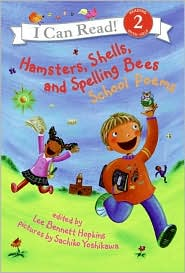 I Can Read!
2
Hamsters, Shells,
and Spelling Bees
School Poems
edited by
Lee Bennett Hopkins
pictures by Sachiko Yoshikawa